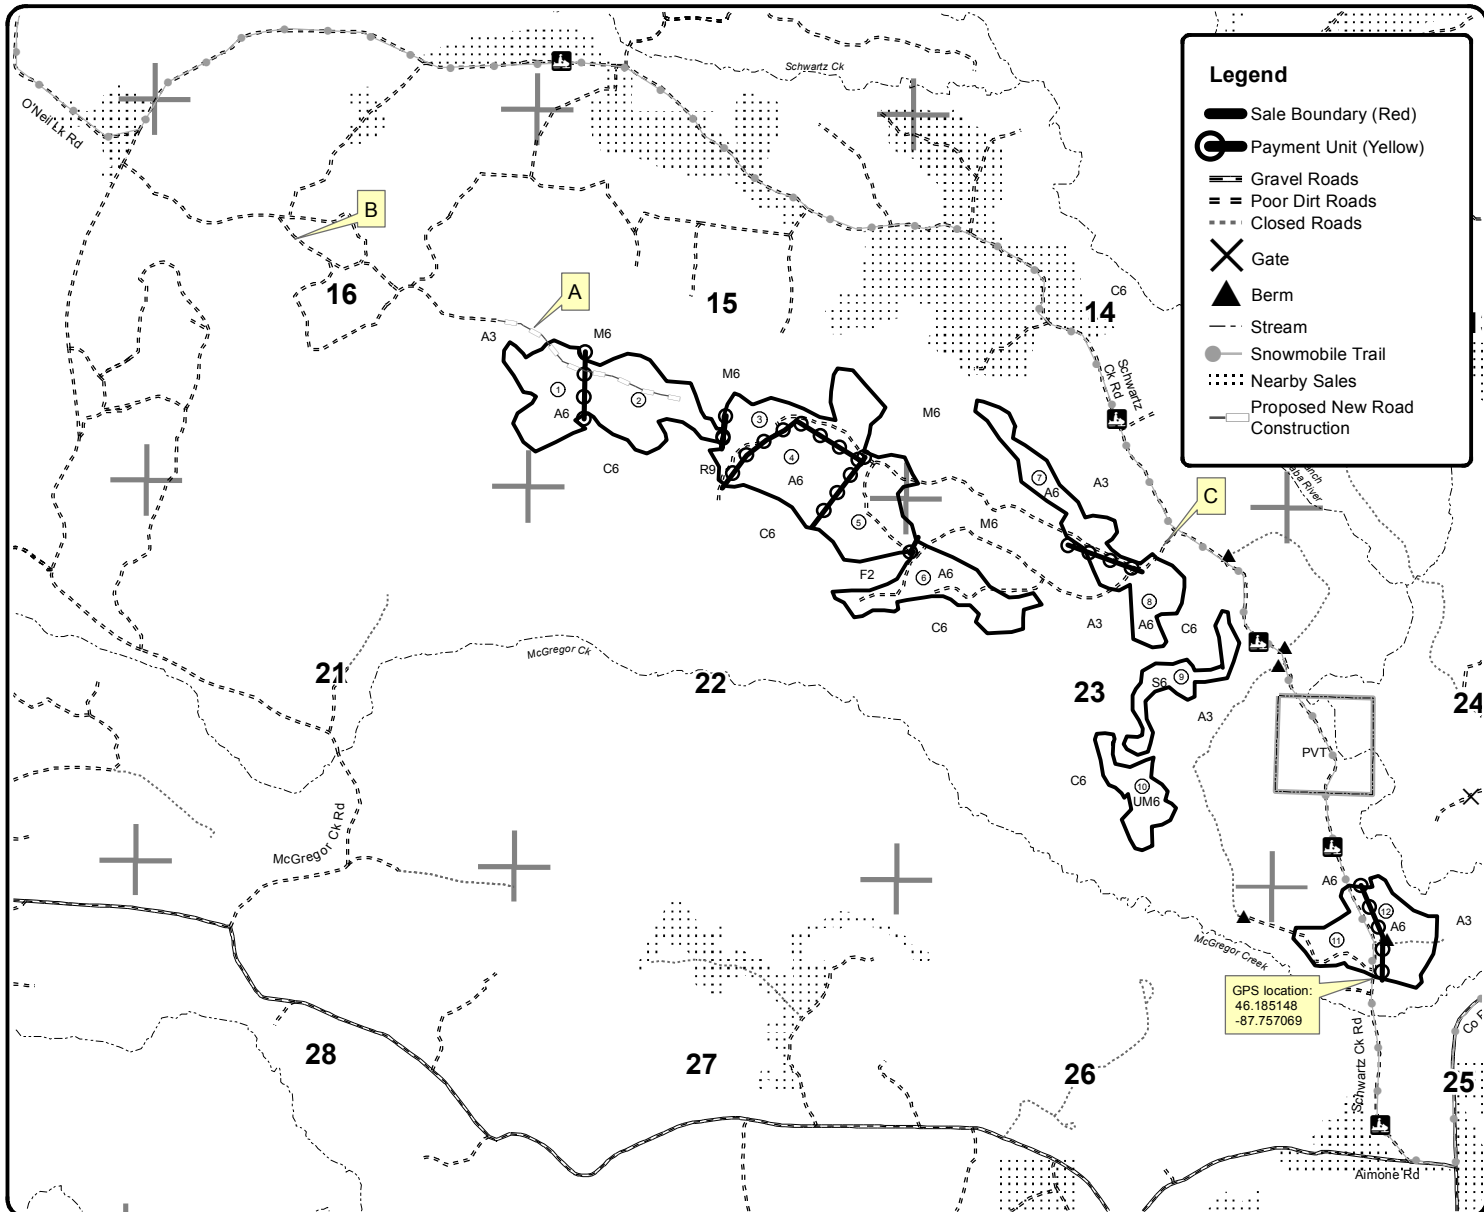 Schwartz Ck
O'Neil Lk Rd
Legend
Sale Boundary (Red)
Payment Unit (Yellow)
Gravel Roads
Poor Dirt Roads
Closed Roads
Gate
Berm
Stream
Snowmobile Trail
Nearby Sales
Proposed New Road
Construction
B
A
16
15
14
C6
A3
M6
M6
M6
Schwartz
Ck Rd
1
A6
2
3
4
A6
R9
C6
C6
5
7
A6
A3
C
M6
F2
6
A6
C6
8
A6
A3
C6
McGregor Ck
21
22
23
24
S6
9
A3
PVT
C6
10
UM6
McGregor Ck Rd
A6
12
A6
A3
11
McGregor Creek
GPS location:
46.185148
-87.757069
Schwartz Ck Rd
28
27
26
25
Aimone Rd